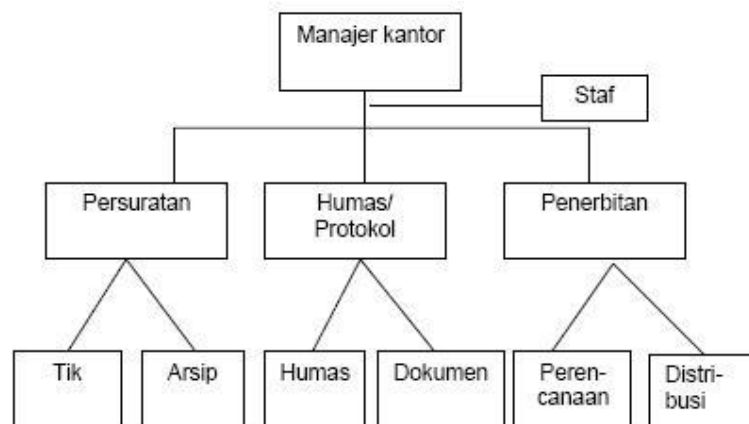 Manajer kantor
Staf
Persuratan
Humas/
Protokol
Penerbitan
Tik
Arsip
Humas
Dokumen
Peren-
canaan
Distri-
busi